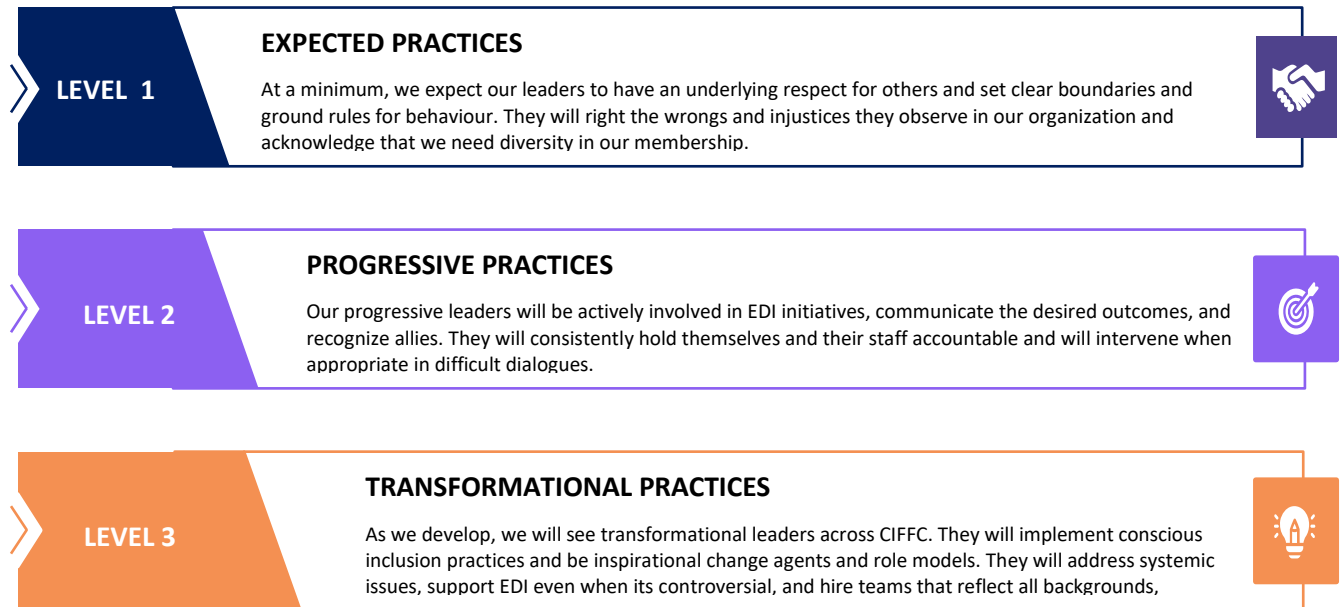 EXPECTED PRACTICES
LEVEL 1
At a minimum, we expect our leaders to have an underlying respect for others and set clear boundaries and
ground rules for behaviour. They will right the wrongs and injustices they observe in our organization and
acknowledge that we need diversity in our membership.
PROGRESSIVE PRACTICES
LEVEL 2
Our progressive leaders will be actively involved in EDI initiatives, communicate the desired outcomes, and
recognize allies. They will consistently hold themselves and their staff accountable and will intervene when
appropriate in difficult dialogues.
TRANSFORMATIONAL PRACTICES
LEVEL 3
As we develop, we will see transformational leaders across CIFFC. They will implement conscious
inclusion practices and be inspirational change agents and role models. They will address systemic
issues, support EDI even when its controversial, and hire teams that reflect all backgrounds,